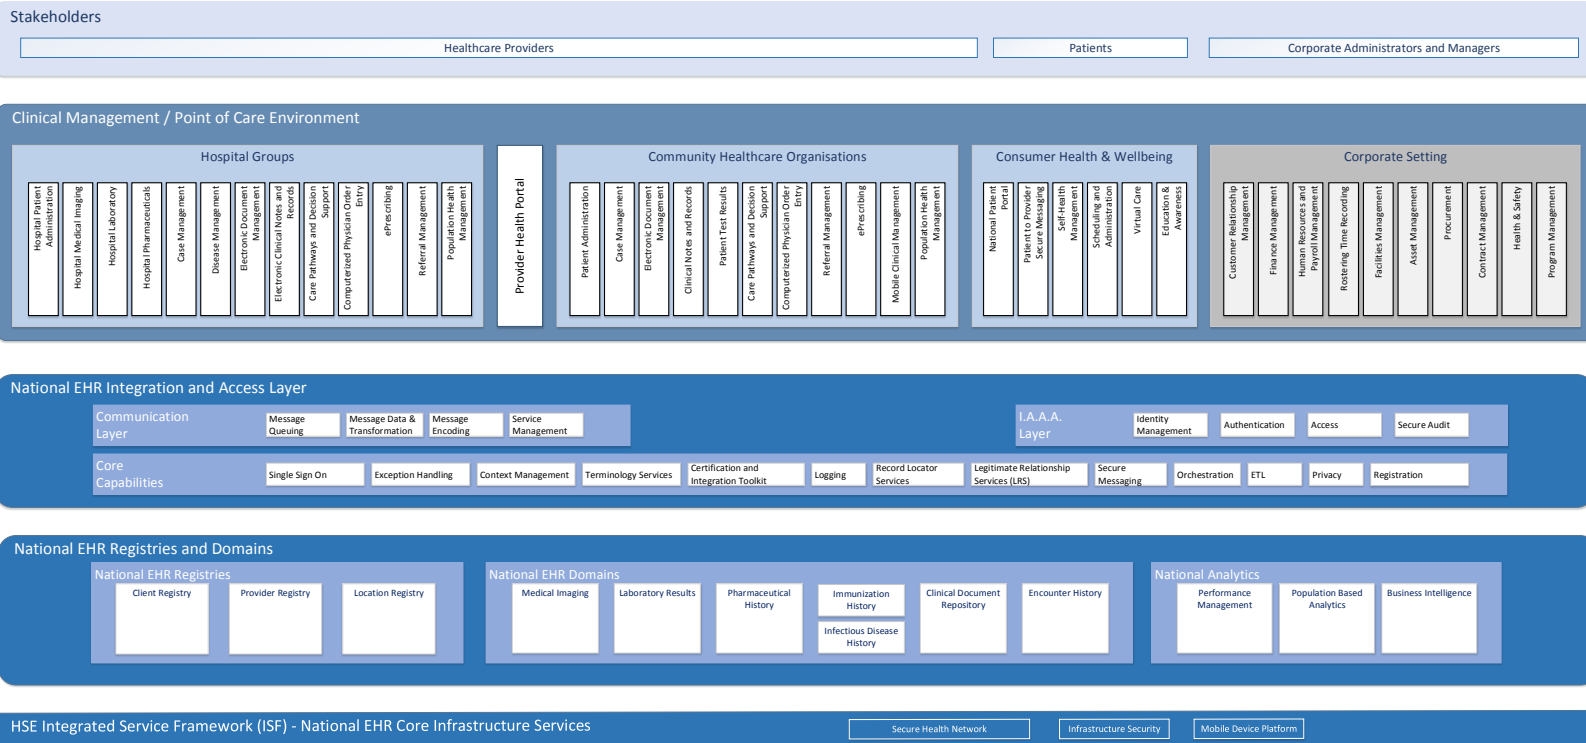 Stakeholders
Healthcare Providers
Patients
Corporate Administrators and Managers
Clinical Management / Point of Care Environment
Hospital Groups
Hospital Patient
Administration
Hospital Medical Imaging
Hospital Laboratory
Hospital Pharmaceuticals
Case Management
Disease Management
Electronic Document
Management
Electronic Clinical Notes and
Records
Care Pathways and Decision
Support
Computerized Physician Order
Entry
ePrescribing
Referral Management
Population Health
Management
Provider Health Portal
Community Healthcare Organisations
Patient Administration
Case Management
Electronic Document
Management
Clinical Notes and Records
Patient Test Results
Care Pathways and Decision
Support
Computerized Physician Order
Entry
Referral Management
ePrescribing
Mobile Clinical Management
Population Health
Management
Consumer Health & Wellbeing
National Patient
Portal
Patient to Provider
Secure Messaging
Self-Health
Management
Scheduling and
Administration
Virtual Care
Education &
Awareness
Corporate Setting
Customer Relationship
Management
Finance Management
Human Resources and
Payroll Management
Rostering Time Recording
Facilities Management
Asset Management
Procurement
Contract Management
Health & Safety
Program Management
National EHR Integration and Access Layer
Communication
Layer
Message
Queuing
Message Data &
Transformation
Message
Encoding
Service
Management
I.A.A.A.
Layer
Identity
Management
Authentication
Access
Secure Audit
Core
Capabilities
Single Sign On
Exception Handling
Context Management
Terminology Services
Certification and
Integration Toolkit
Logging
Record Locator
Services
Legitimate Relationship
Services (LRS)
Secure
Messaging
Orchestration
ETL
Privacy
Registration
National EHR Registries and Domains
National EHR Registries
Client Registry
Provider Registry
Location Registry
National EHR Domains
Medical Imaging
Laboratory Results
Pharmaceutical
History
Immunization
History
Infectious Disease
History
Clinical Document
Repository
Encounter History
National Analytics
Performance
Management
Population Based
Analytics
Business Intelligence
HSE Integrated Service Framework (ISF) - National EHR Core Infrastructure Services
Secure Health Network
Infrastructure Security
Mobile Device Platform